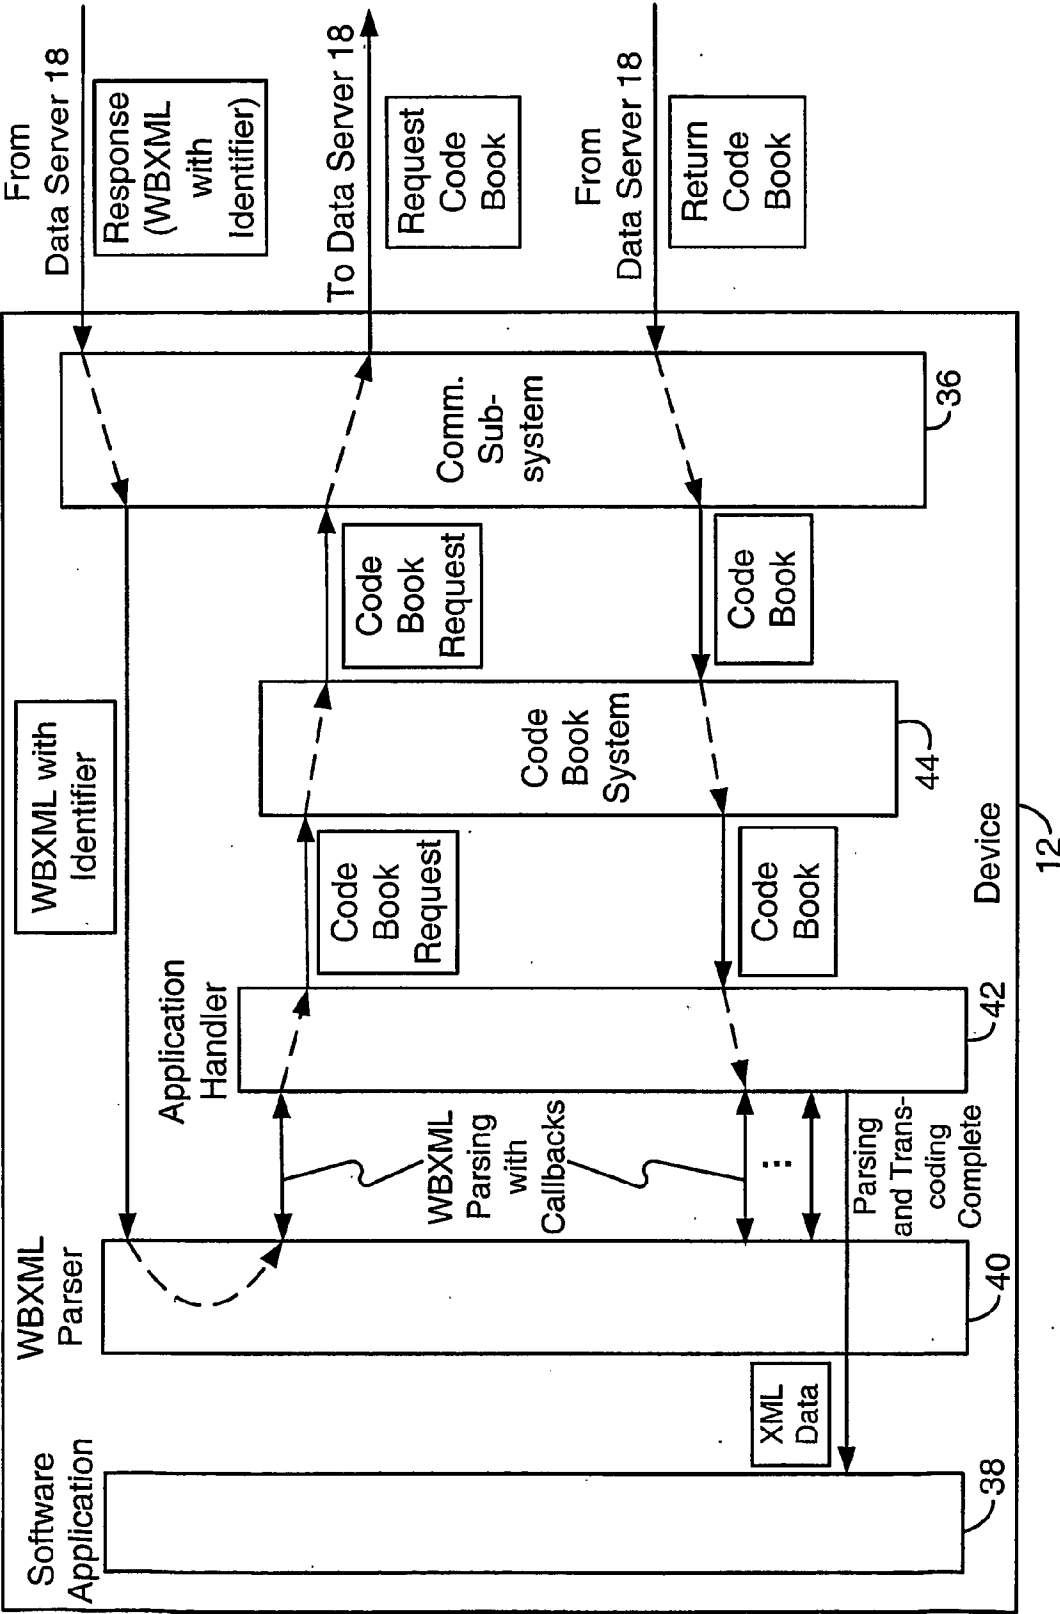 Software
Application
38
WBXML
Parser
40
XML
Data
Application
Handler
42
WBXML
Parsing
with
Callbacks
Parsing
and Trans-
coding
Complete
WBXML with
Identifier
Code
Book
Request
Code
Book
Code
Book
System
44
Device
12
Code
Book
Request
Code
Book
Comm.
Sub-
system
36
From
Data Server 18
Response
(WBXML
with
Identifier)
To Data Server 18
Request
Code
Book
From
Data Server 18
Return
Code
Book